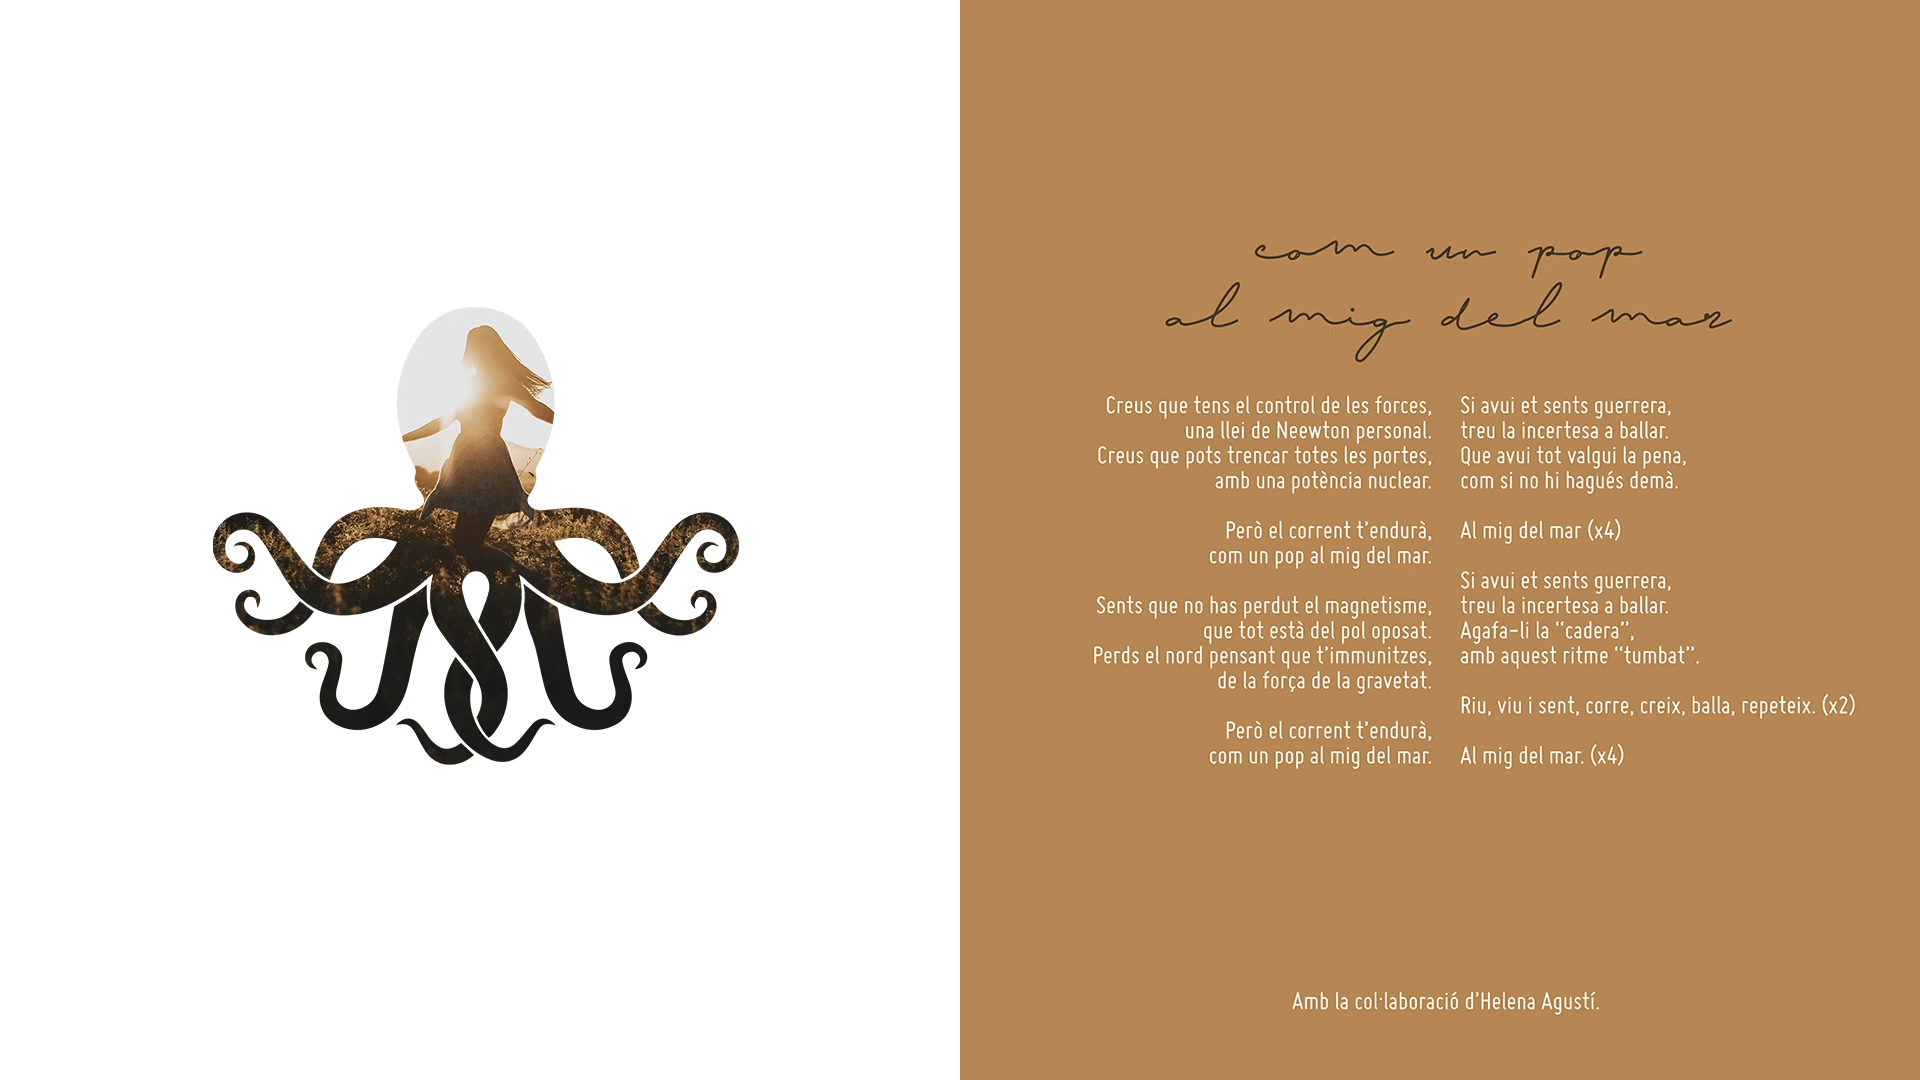 com un pop
al mig del mar
Creus que tens el control de les forces,
una llei de Neewton personal.
Creus que pots trencar totes les portes,
amb una potència nuclear.
Però el corrent t’endurà,
com un pop al mig del mar.
Sents que no has perdut el magnetisme,
que tot està del pol oposat.
Perds el nord pensant que t’immunitzes,
de la força de la gravetat.
Però el corrent t’endurà,
com un pop al mig del mar.
Si avui et sents guerrera,
treu la incertesa a ballar.
Que avui tot valgui la pena,
com si no hi hagués demà.
Al mig del mar (x4)
Si avui et sents guerrera,
treu la incertesa a ballar.
Agafa-li la “cadera”,
amb aquest ritme “tumbat”.
Riu, viu i sent, corre, creix, balla, repeteix. (x2)
Al mig del mar. (x4)
Amb la col·laboració d’Helena Agustí.